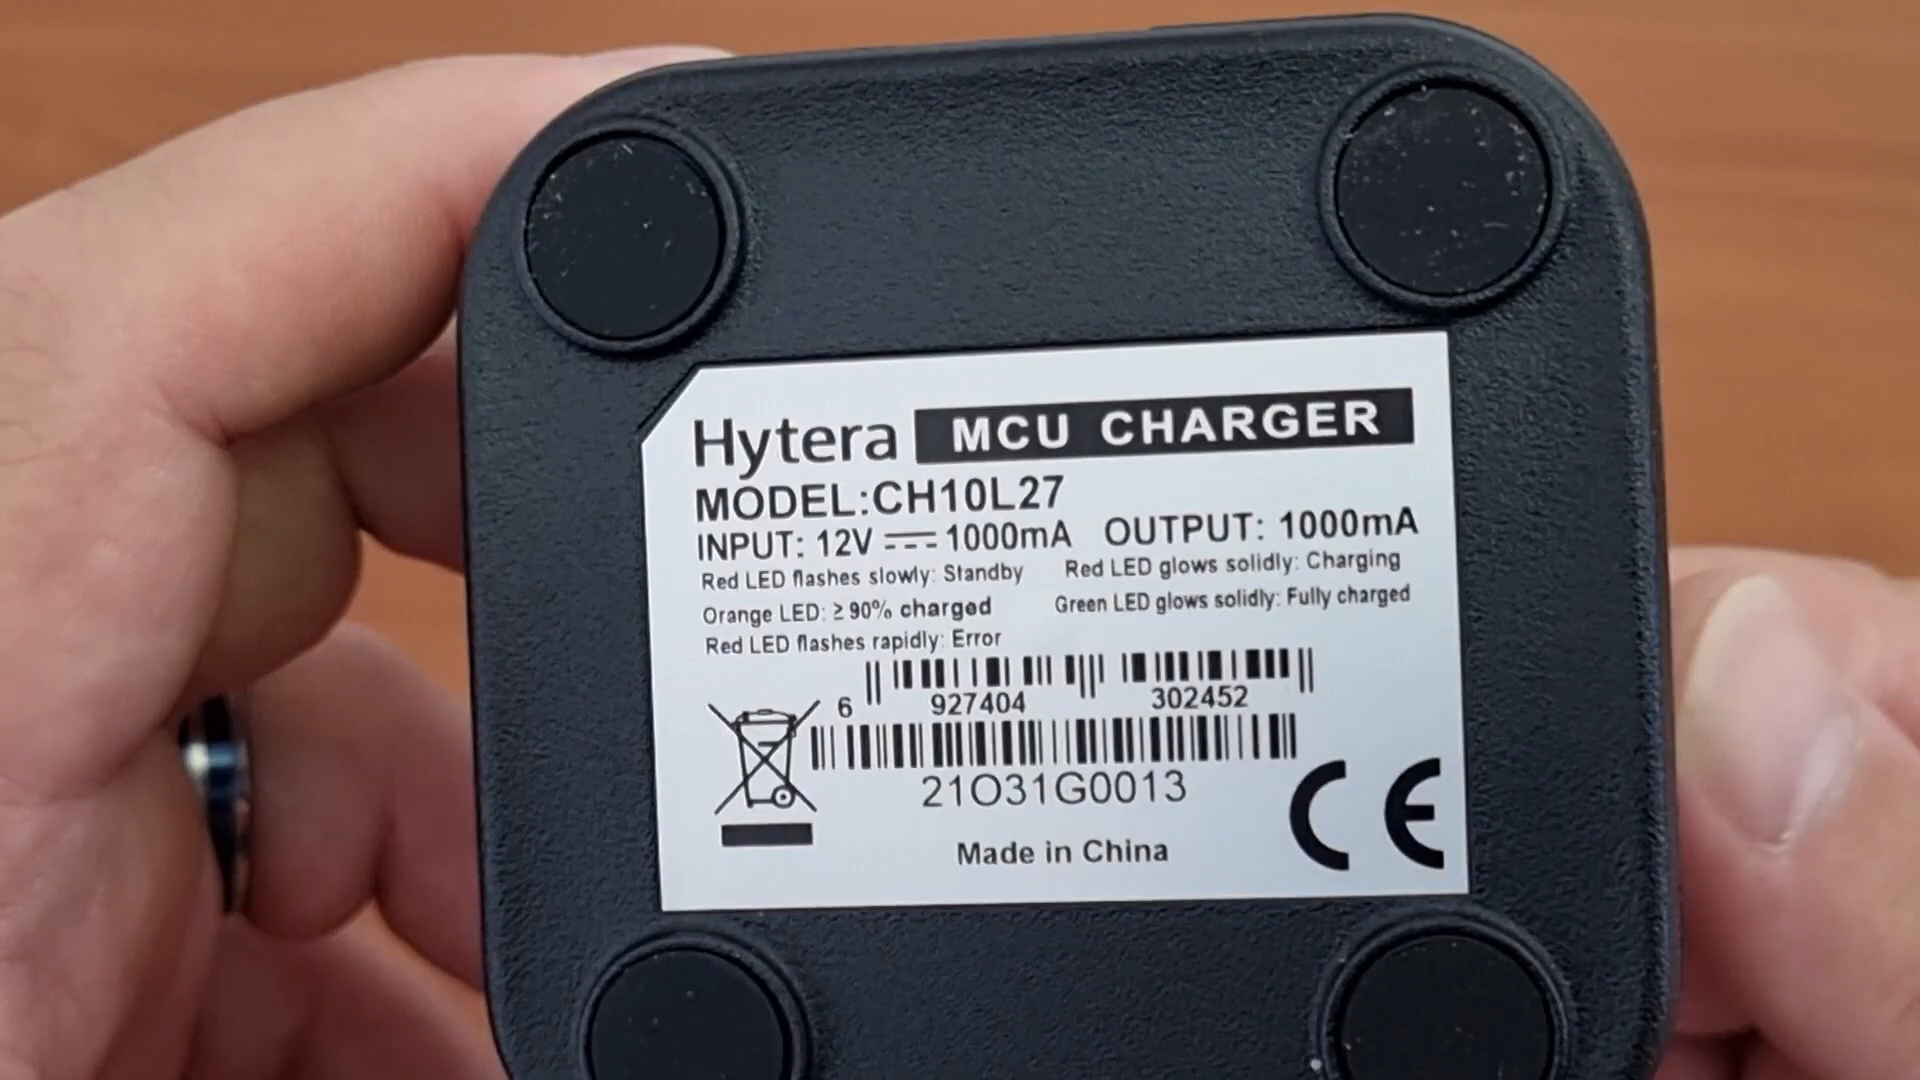 Hytera MCU CHARGER
MODEL:CH10L27
INPUT: 12V ⎓ 1000mA OUTPUT: 1000mA
Red LED flashes slowly: Standby Red LED glows solidly: Charging
Orange LED: ≥ 90% charged Green LED glows solidly: Fully charged
Red LED flashes rapidly: Error
6 927404 302452
21O31G0013
Made in China
CE